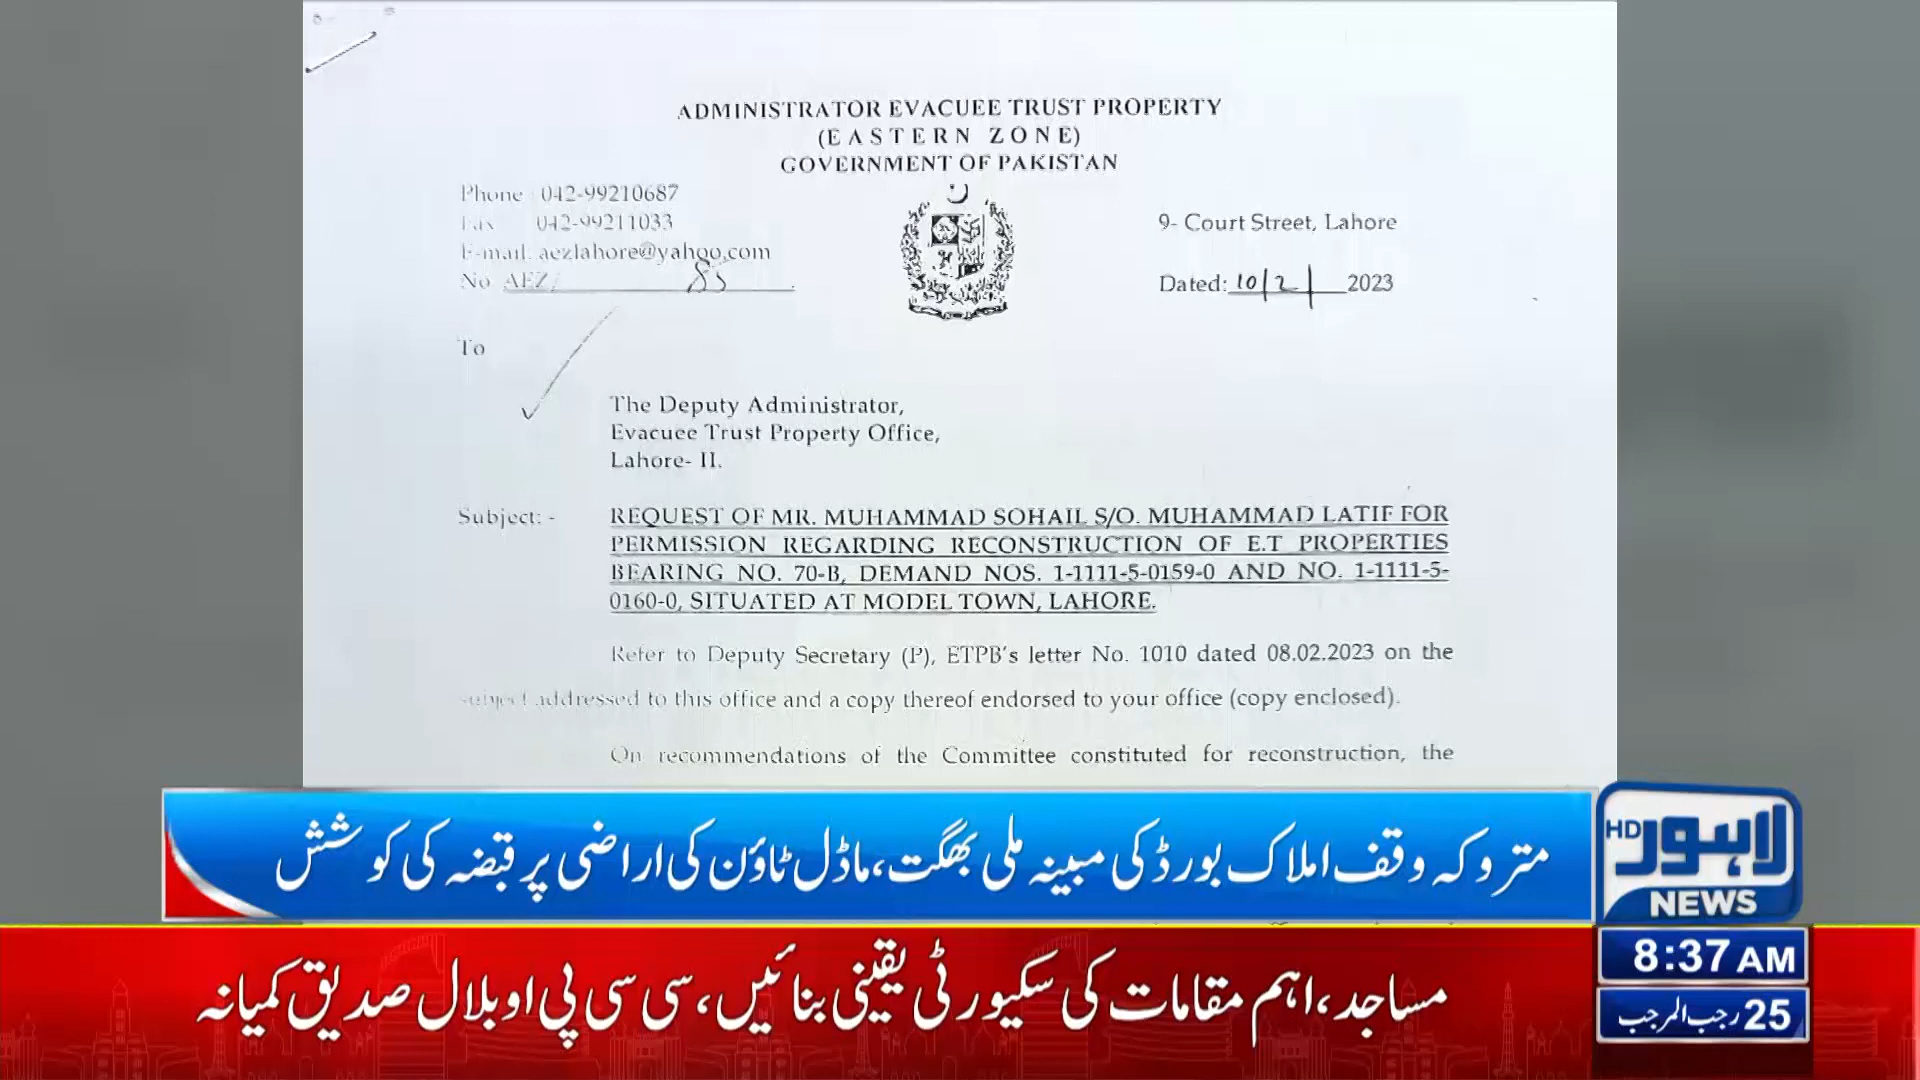 ADMINISTRATOR EVACUEE TRUST PROPERTY
(EASTERN ZONE)
GOVERNMENT OF PAKISTAN
Phone 042-99210687
Fax 042-99211033
E-mail. aezlahore@yahoo.com
No AEZ/ 85
9- Court Street, Lahore
Dated: 10/2/ 2023
To
The Deputy Administrator,
Evacuee Trust Property Office,
Lahore- II.
Subject: -
REQUEST OF MR. MUHAMMAD SOHAIL S/O. MUHAMMAD LATIF FOR
PERMISSION REGARDING RECONSTRUCTION OF E.T PROPERTIES
BEARING NO. 70-B, DEMAND NOS. 1-1111-5-0159-0 AND NO. 1-1111-5-
0160-0, SITUATED AT MODEL TOWN, LAHORE.
Refer to Deputy Secretary (P), ETPB's letter No. 1010 dated 08.02.2023 on the
subject addressed to this office and a copy thereof endorsed to your office (copy enclosed).
On recommendations of the Committee constituted for reconstruction, the
متروکہ وقف املاک بورڈ کی مبینہ ملی بھگت، ماڈل ٹاؤن کی اراضی پر قبضہ کی کوشش
لاہور HD
NEWS
مساجد، اہم مقامات کی سکیورٹی یقینی بنائیں، سی سی پی او بلال صدیق کمیانہ
8:37 AM
25 رجب المرجب